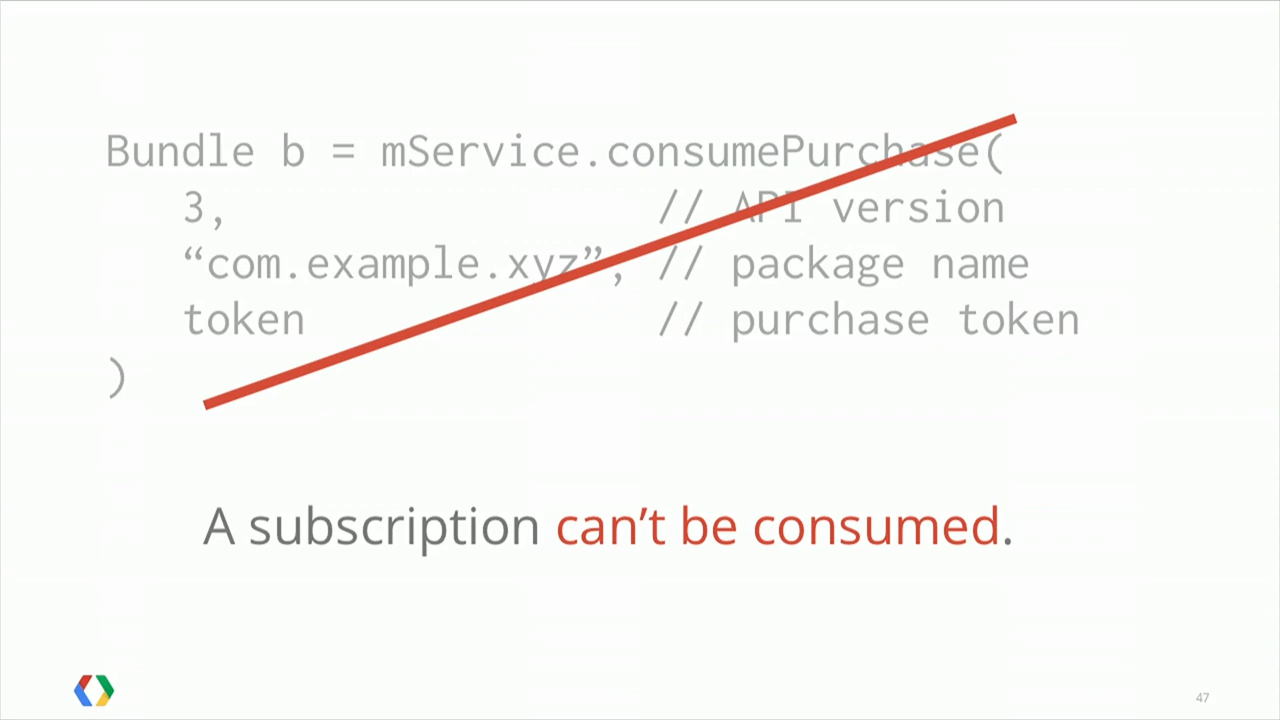 Bundle b = mService.consumePurchase(
3, // API version
“com.example.xyz”, // package name
token // purchase token
)
A subscription can’t be consumed.
47